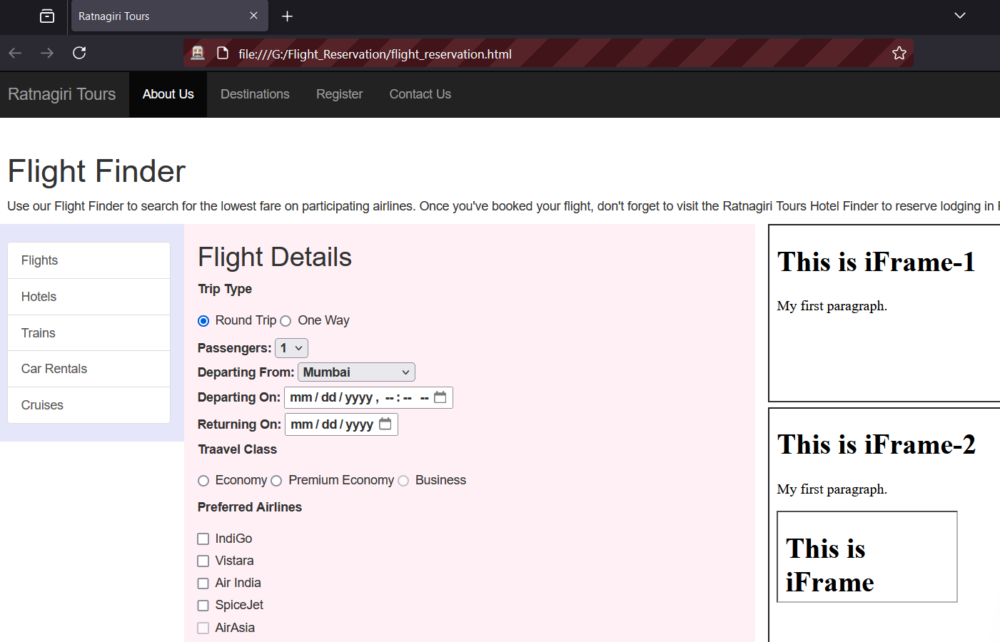 Ratnagiri Tours
file:///G:/Flight_Reservation/flight_reservation.html
Ratnagiri Tours About Us Destinations Register Contact Us
Flight Finder
Use our Flight Finder to search for the lowest fare on participating airlines. Once you've booked your flight, don't forget to visit the Ratnagiri Tours Hotel Finder to reserve lodging in
Flights
Hotels
Trains
Car Rentals
Cruises
Flight Details
Trip Type
Round Trip One Way
Passengers: 1
Departing From: Mumbai
Departing On: mm/dd/yyyy, --:-- --
Returning On: mm/dd/yyyy
Traavel Class
Economy Premium Economy Business
Preferred Airlines
IndiGo
Vistara
Air India
SpiceJet
AirAsia
This is iFrame-1
My first paragraph.
This is iFrame-2
My first paragraph.
This is
iFrame